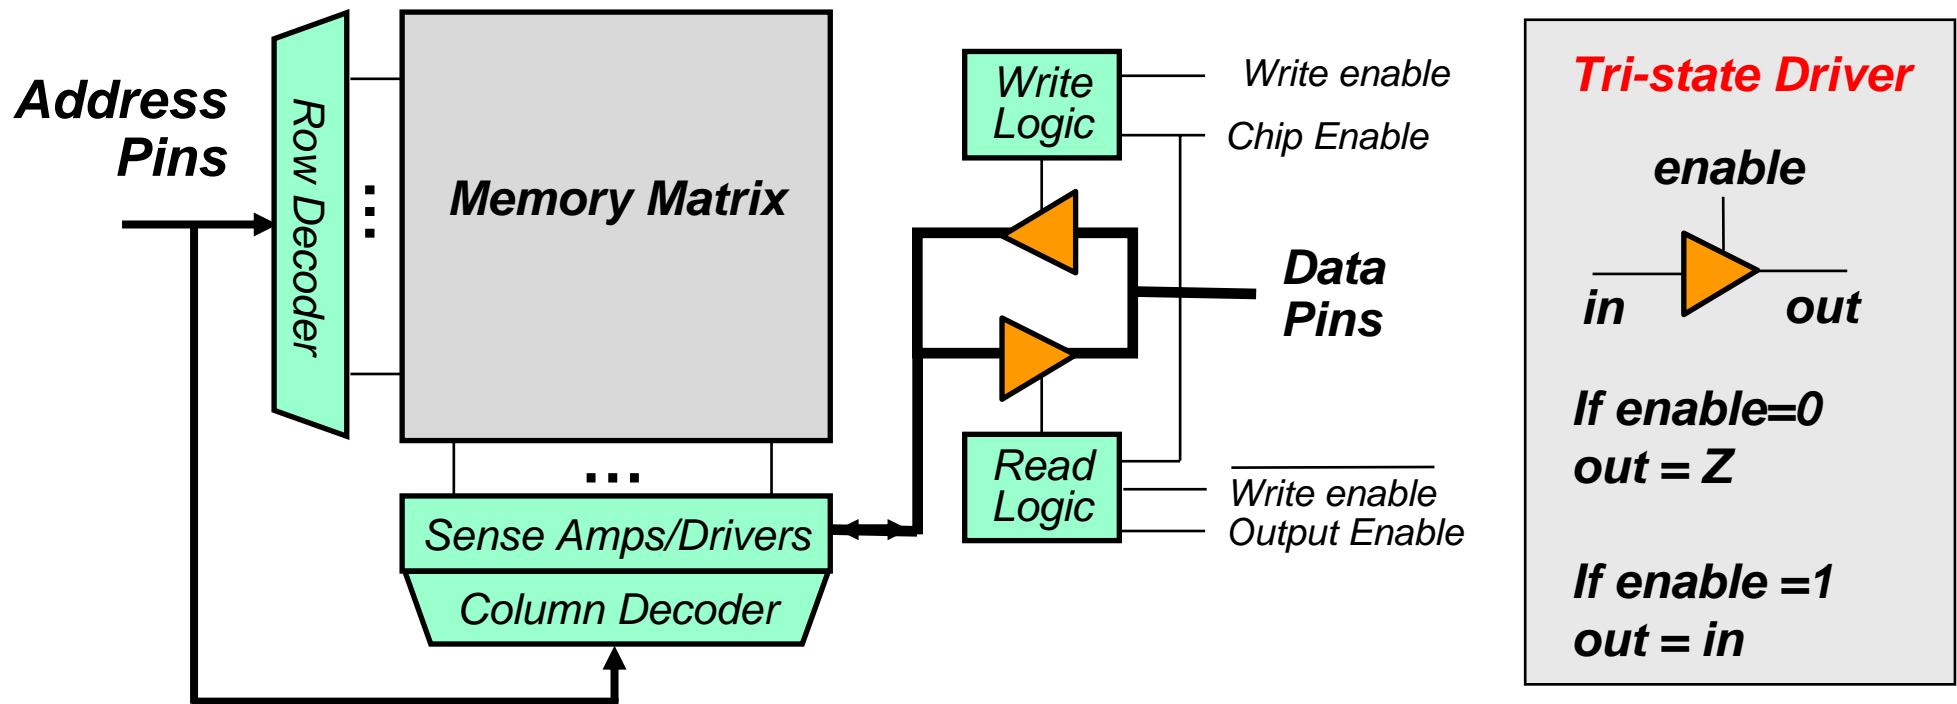 Address
Pins
Row Decoder
...
Memory Matrix
...
Sense Amps/Drivers
Column Decoder
Write
Logic
Write enable
Chip Enable
Data
Pins
Read
Logic
Write enable
Output Enable
Tri-state Driver
enable
in
out
If enable=0
out = Z
If enable =1
out = in